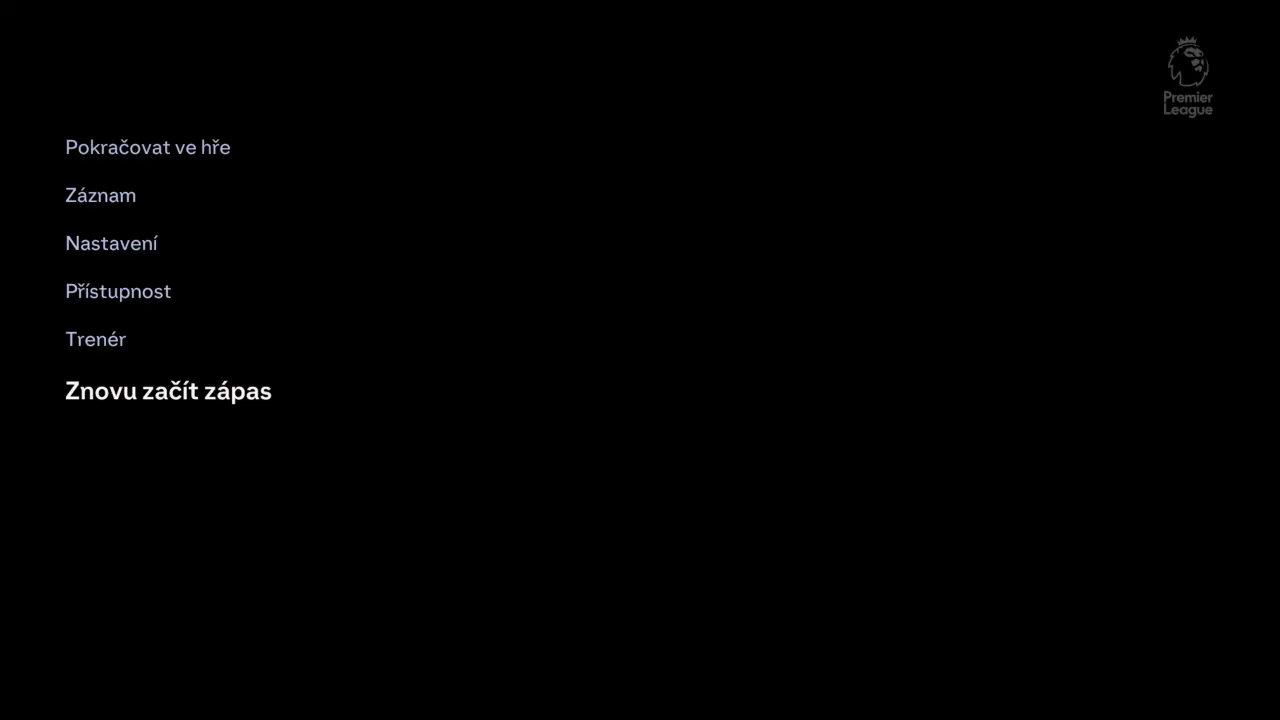 Premier
League
Pokračovat ve hře
Záznam
Nastavení
Přístupnost
Trenér
Znovu začít zápas